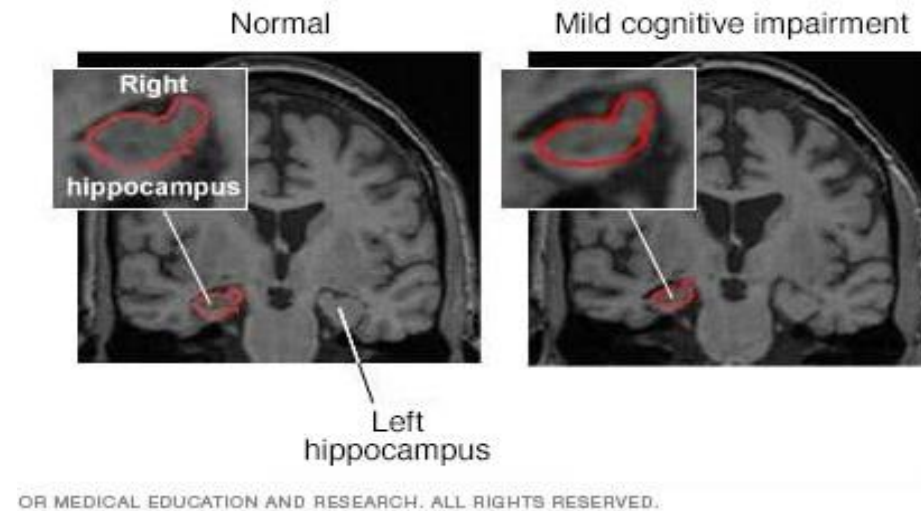 Normal
Mild cognitive impairment
Right
hippocampus
Left
hippocampus
OR MEDICAL EDUCATION AND RESEARCH. ALL RIGHTS RESERVED.